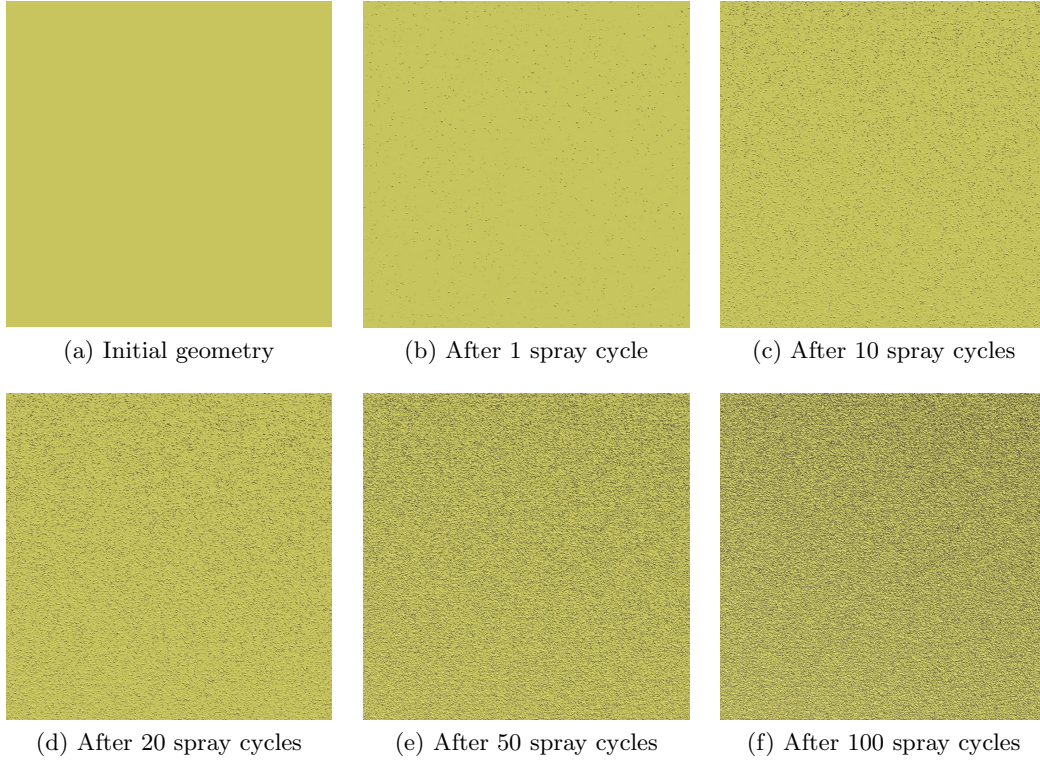 (a) Initial geometry
(b) After 1 spray cycle
(c) After 10 spray cycles
(d) After 20 spray cycles
(e) After 50 spray cycles
(f) After 100 spray cycles